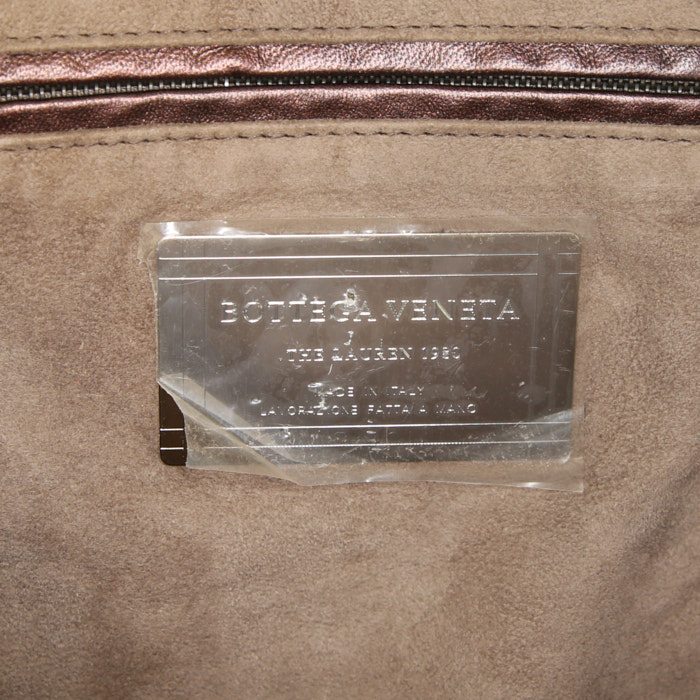 BOTTEGA VENETA
THE LAUREN 1980
MADE IN ITALY
LAVORAZIONE FATTA A MANO